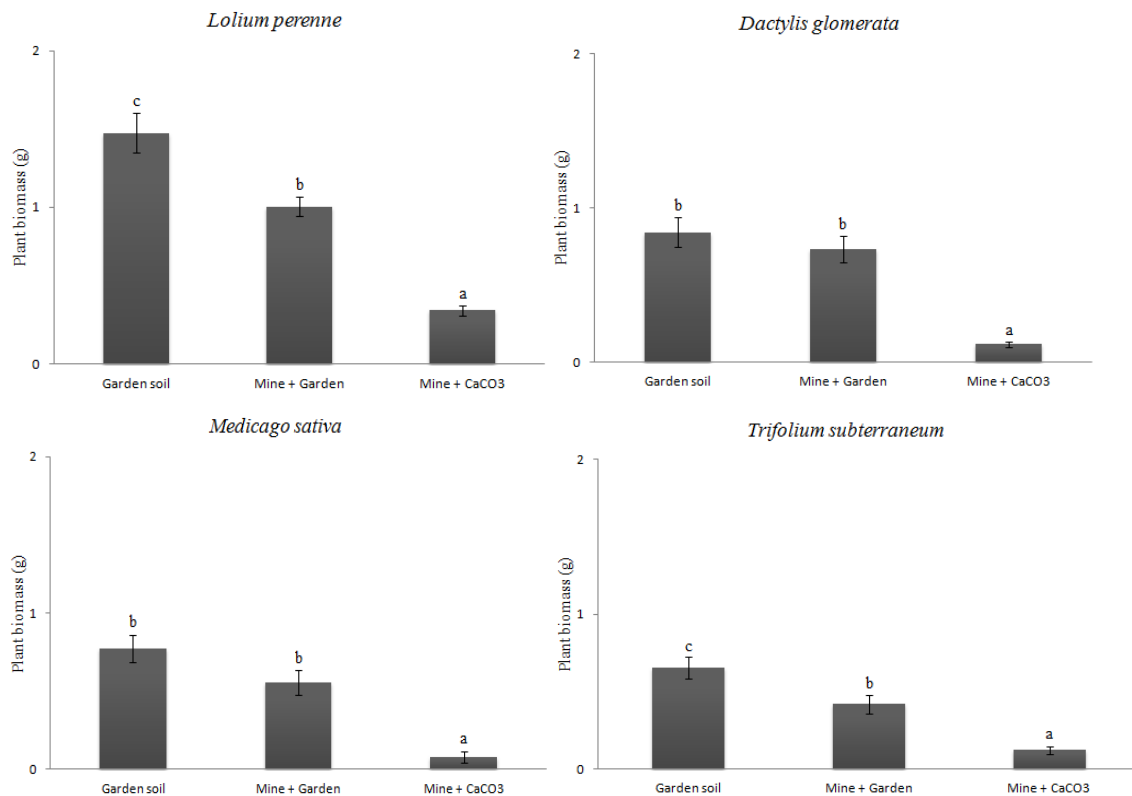 Lolium perenne
Plant biomass (g)
2
1
0
c
b
a
Garden soil
Mine + Garden
Mine + CaCO3
Dactylis glomerata
Plant biomass (g)
2
1
0
b
b
a
Garden soil
Mine + Garden
Mine + CaCO3
Medicago sativa
Plant biomass (g)
2
1
0
b
b
a
Garden soil
Mine + Garden
Mine + CaCO3
Trifolium subterraneum
Plant biomass (g)
2
1
0
c
b
a
Garden soil
Mine + Garden
Mine + CaCO3